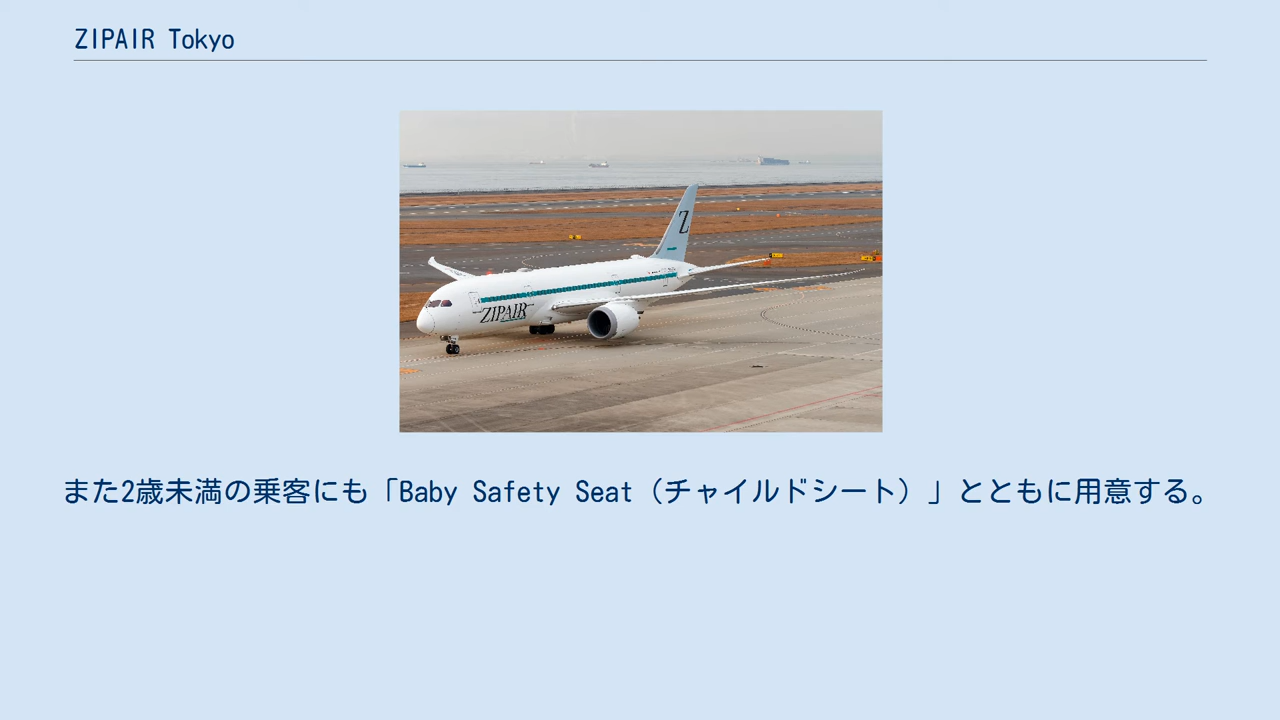 ZIPAIR Tokyo
Z
ZIPAIR
また2歳未満の乗客にも「Baby Safety Seat（チャイルドシート）」とともに用意する。